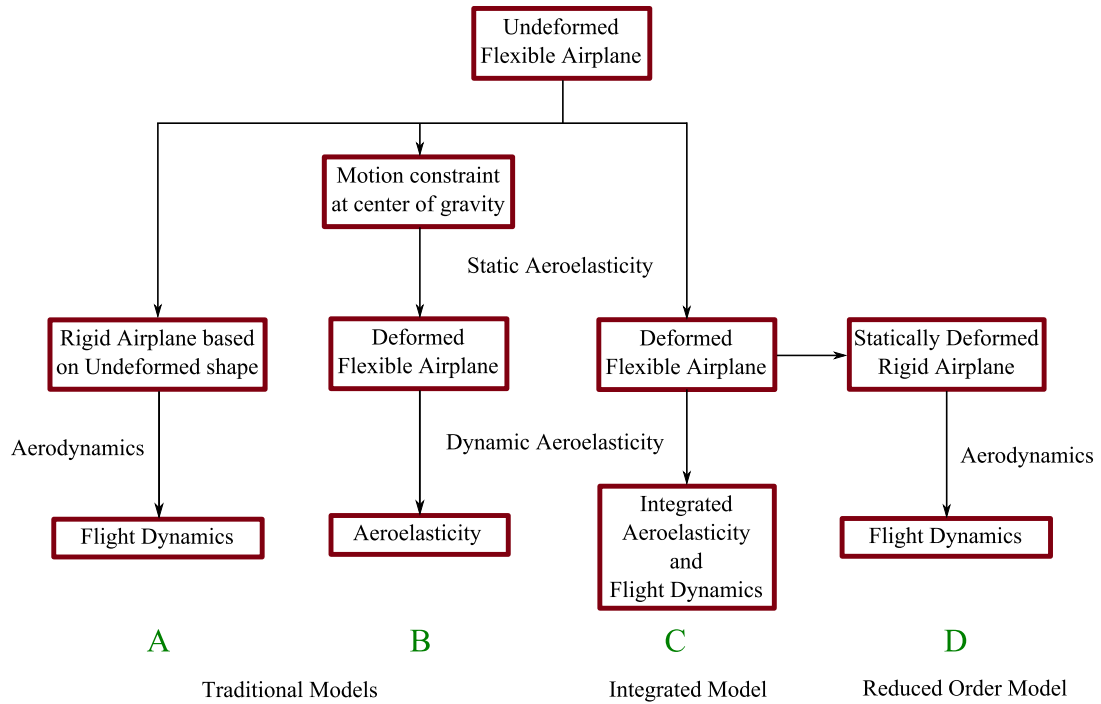 Undeformed
Flexible Airplane
Motion constraint
at center of gravity
Static Aeroelasticity
Rigid Airplane based
on Undeformed shape
Deformed
Flexible Airplane
Deformed
Flexible Airplane
Statically Deformed
Rigid Airplane
Aerodynamics
Dynamic Aeroelasticity
Aerodynamics
Flight Dynamics
Aeroelasticity
Integrated
Aeroelasticity
and
Flight Dynamics
Flight Dynamics
A
B
C
D
Traditional Models
Integrated Model
Reduced Order Model